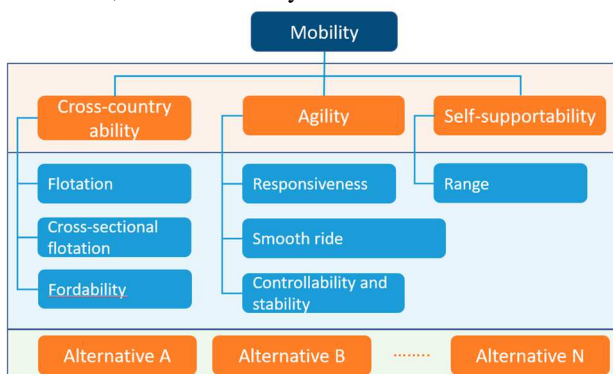 Mobility
Cross-country
ability
Agility
Self-supportability
Flotation
Responsiveness
Range
Cross-sectional
flotation
Smooth ride
Fordability
Controllability and
stability
Alternative A
Alternative B
........
Alternative N